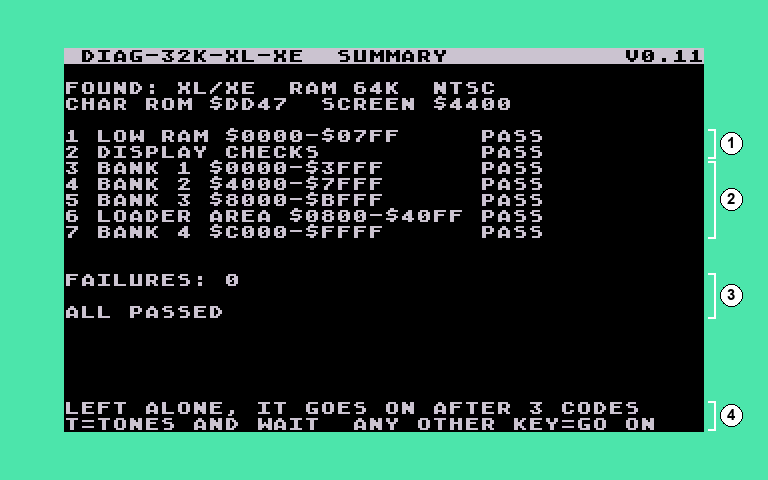 DIAG-32K-XL-XE SUMMARY V0.11
FOUND: XL/XE RAM 64K NTSC
CHAR ROM $DD47 SCREEN $4400
1 LOW RAM $0000-$07FF PASS
2 DISPLAY CHECKS PASS
1
3 BANK 1 $0000-$3FFF PASS
4 BANK 2 $4000-$7FFF PASS
5 BANK 3 $8000-$BFFF PASS
6 LOADER AREA $0800-$40FF PASS
7 BANK 4 $C000-$FFFF PASS
2
FAILURES: 0
ALL PASSED
3
LEFT ALONE, IT GOES ON AFTER 3 CODES
T=TONES AND WAIT ANY OTHER KEY=GO ON
4